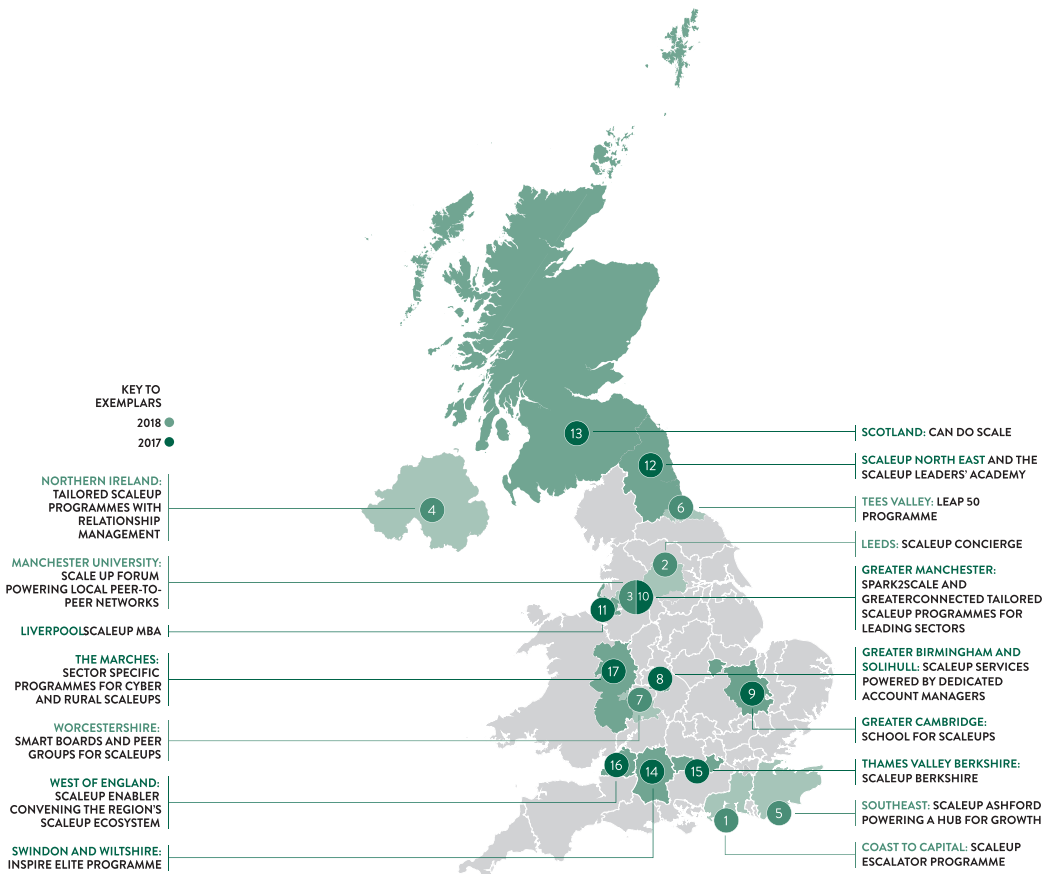 KEY TO
EXEMPLARS
2018
2017
NORTHERN IRELAND:
TAILORED SCALEUP
PROGRAMMES WITH
RELATIONSHIP
MANAGEMENT
MANCHESTER UNIVERSITY:
SCALE UP FORUM
POWERING LOCAL PEER-TO-
PEER NETWORKS
LIVERPOOLSCALEUP MBA
THE MARCHES:
SECTOR SPECIFIC
PROGRAMMES FOR CYBER
AND RURAL SCALEUPS
WORCESTERSHIRE:
SMART BOARDS AND PEER
GROUPS FOR SCALEUPS
WEST OF ENGLAND:
SCALEUP ENABLER
CONVENING THE REGION'S
SCALEUP ECOSYSTEM
SWINDON AND WILTSHIRE:
INSPIRE ELITE PROGRAMME
13
12
4
6
2
3 10
11
17
8
7
9
16
14
15
1
5
SCOTLAND: CAN DO SCALE
SCALEUP NORTH EAST AND THE
SCALEUP LEADERS' ACADEMY
TEES VALLEY: LEAP 50
PROGRAMME
LEEDS: SCALEUP CONCIERGE
GREATER MANCHESTER:
SPARK2SCALE AND
GREATERCONNECTED TAILORED
SCALEUP PROGRAMMES FOR
LEADING SECTORS
GREATER BIRMINGHAM AND
SOLIHULL: SCALEUP SERVICES
POWERED BY DEDICATED
ACCOUNT MANAGERS
GREATER CAMBRIDGE:
SCHOOL FOR SCALEUPS
THAMES VALLEY BERKSHIRE:
SCALEUP BERKSHIRE
SOUTHEAST: SCALEUP ASHFORD
POWERING A HUB FOR GROWTH
COAST TO CAPITAL: SCALEUP
ESCALATOR PROGRAMME